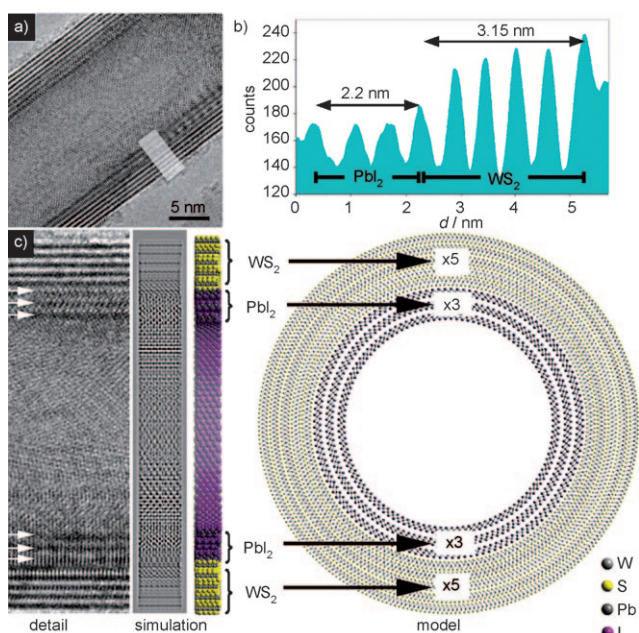 a)
5 nm
b)
counts
240
220
200
180
160
140
120
3.15 nm
2.2 nm
PbI₂
WS₂
0 1 2 3 4 5
d / nm
c)
WS₂
PbI₂
PbI₂
WS₂
x5
x3
x3
x5
detail
simulation
model
W
S
Pb
I